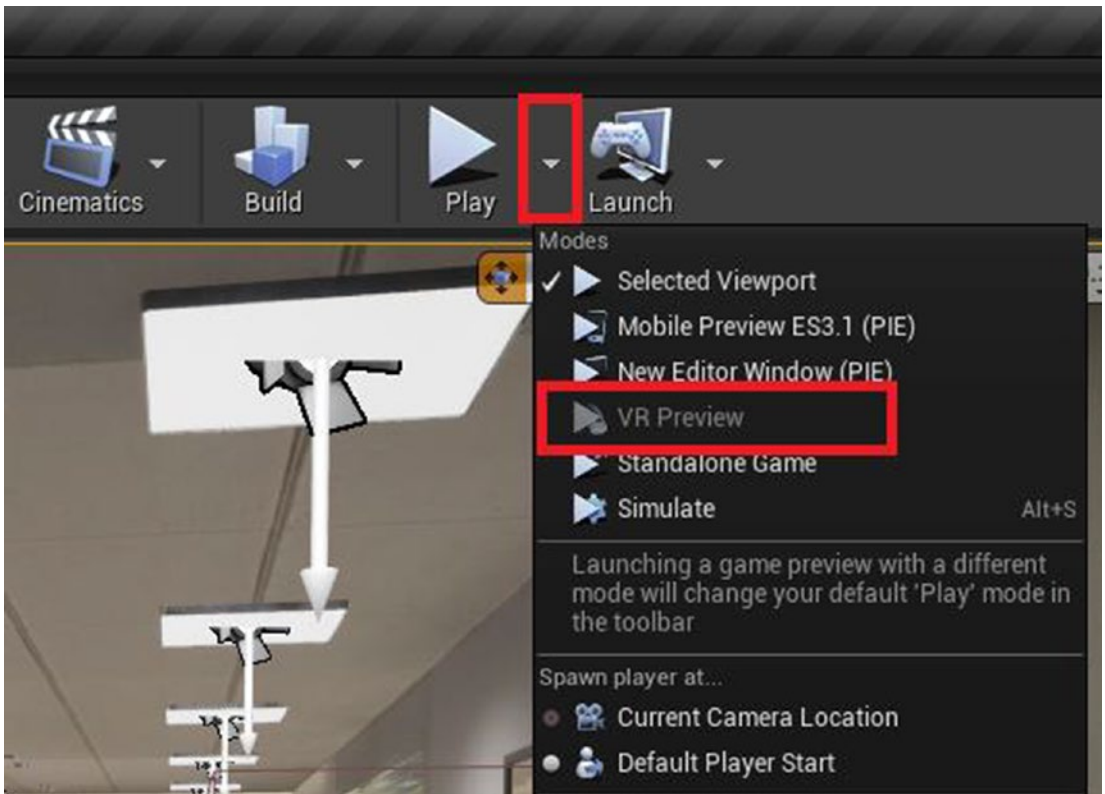 Cinematics
Build
Play
Launch
Modes
Selected Viewport
Mobile Preview ES3.1 (PIE)
New Editor Window (PIE)
VR Preview
Standalone Game
Simulate Alt+S
Launching a game preview with a different
mode will change your default 'Play' mode in
the toolbar
Spawn player at...
Current Camera Location
Default Player Start